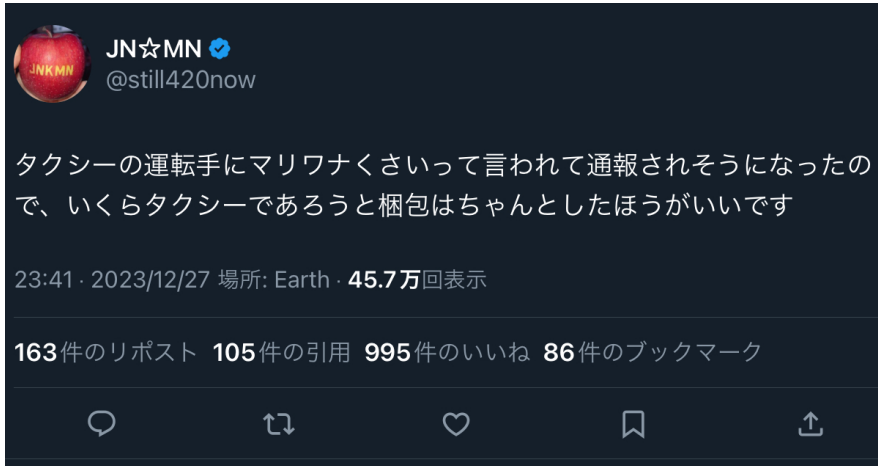 JNKMN
JN☆MN
@still420now
タクシーの運転手にマリワナくさいって言われて通報されそうになったの
で、いくらタクシーであろうと梱包はちゃんとしたほうがいいです
23:41 · 2023/12/27 場所: Earth · 45.7万回表示
163件のリポスト 105件の引用 995件のいいね 86件のブックマーク